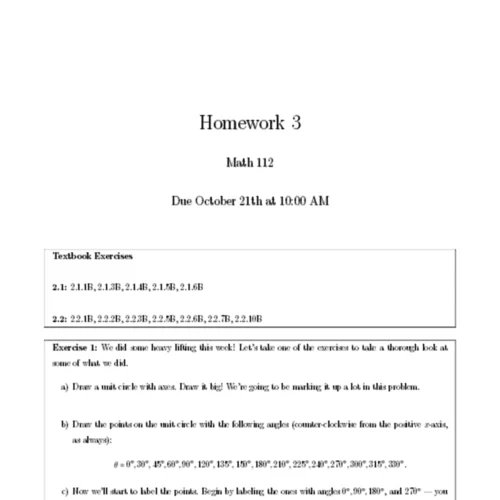 Homework 3
Math 112
Due October 21th at 10:00 AM
Textbook Exercises
2.1: 2.1.1B, 2.1.3B, 2.1.4B, 2.1.5B, 2.1.6B
2.2: 2.2.1B, 2.2.2B, 2.2.3B, 2.2.5B, 2.2.6B, 2.2.7B, 2.2.10B
Exercise 1: We did some heavy lifting this week! Let's take one of the exercises to take a thorough look at
some of what we did.
a) Draw a unit circle with axes. Draw it big! We're going to be marking it up a lot in this problem.
b) Draw the points on the unit circle with the following angles (counter-clockwise from the positive x-axis,
as always):
θ = 0°, 30°, 45°, 60°, 90°, 120°, 135°, 150°, 180°, 210°, 225°, 240°, 270°, 300°, 315°, 330°.
c) Now we'll start to label the points. Begin by labeling the ones with angles 0°, 90°, 180°, and 270° — you